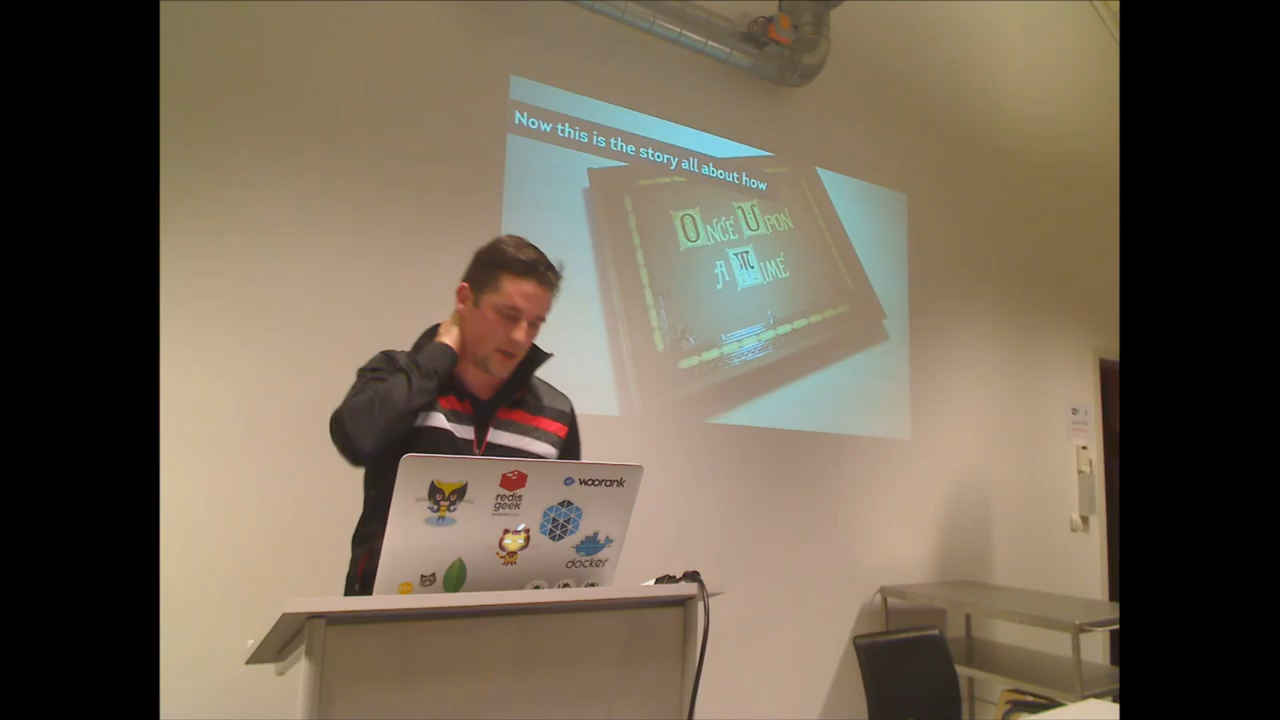 Now this is the story all about how
Once Upon
A Time
redis
geek
woorank
docker